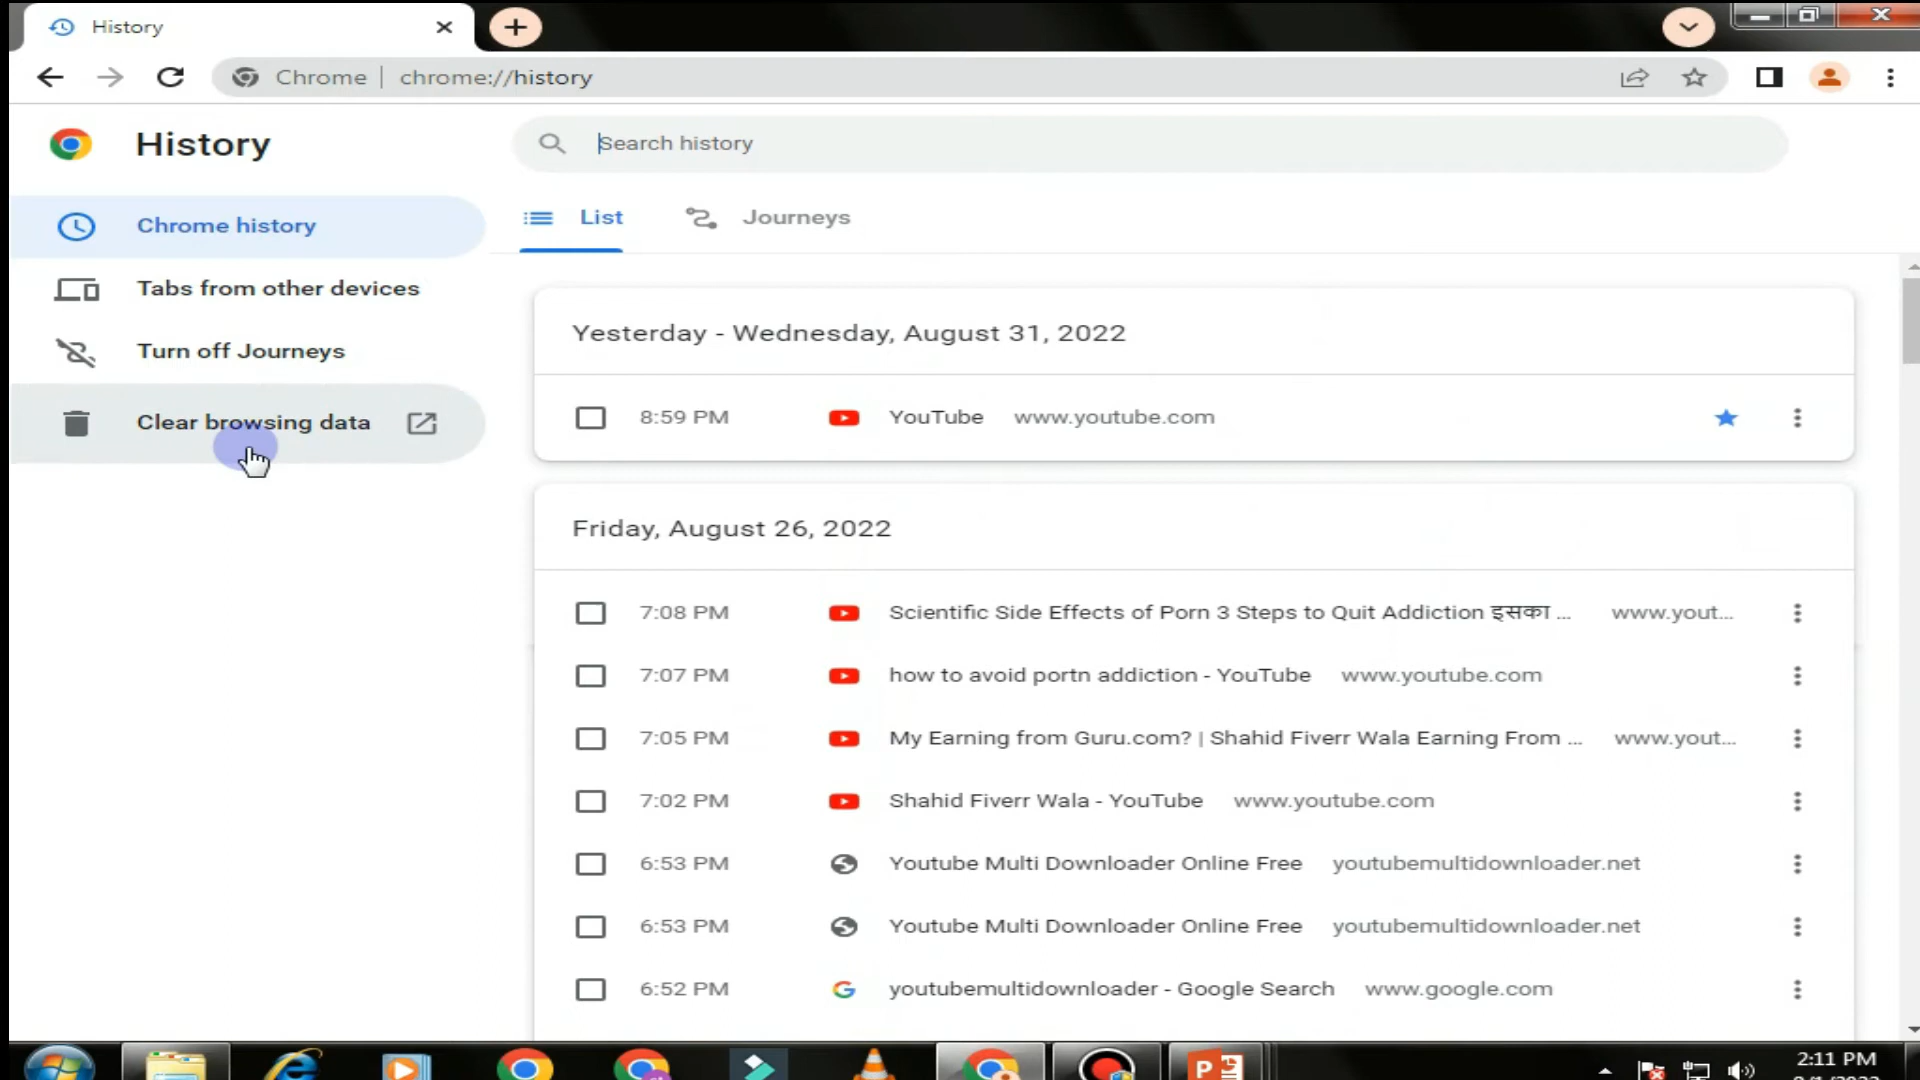 History
Chrome | chrome://history
History
Search history
Chrome history
Tabs from other devices
Turn off Journeys
Clear browsing data
List
Journeys
Yesterday - Wednesday, August 31, 2022
8:59 PM YouTube www.youtube.com
Friday, August 26, 2022
7:08 PM Scientific Side Effects of Porn 3 Steps to Quit Addiction इसका ... www.yout...
7:07 PM how to avoid portn addiction - YouTube www.youtube.com
7:05 PM My Earning from Guru.com? | Shahid Fiverr Wala Earning From ... www.yout...
7:02 PM Shahid Fiverr Wala - YouTube www.youtube.com
6:53 PM Youtube Multi Downloader Online Free youtubemultidownloader.net
6:53 PM Youtube Multi Downloader Online Free youtubemultidownloader.net
6:52 PM youtubemultidownloader - Google Search www.google.com
2:11 PM